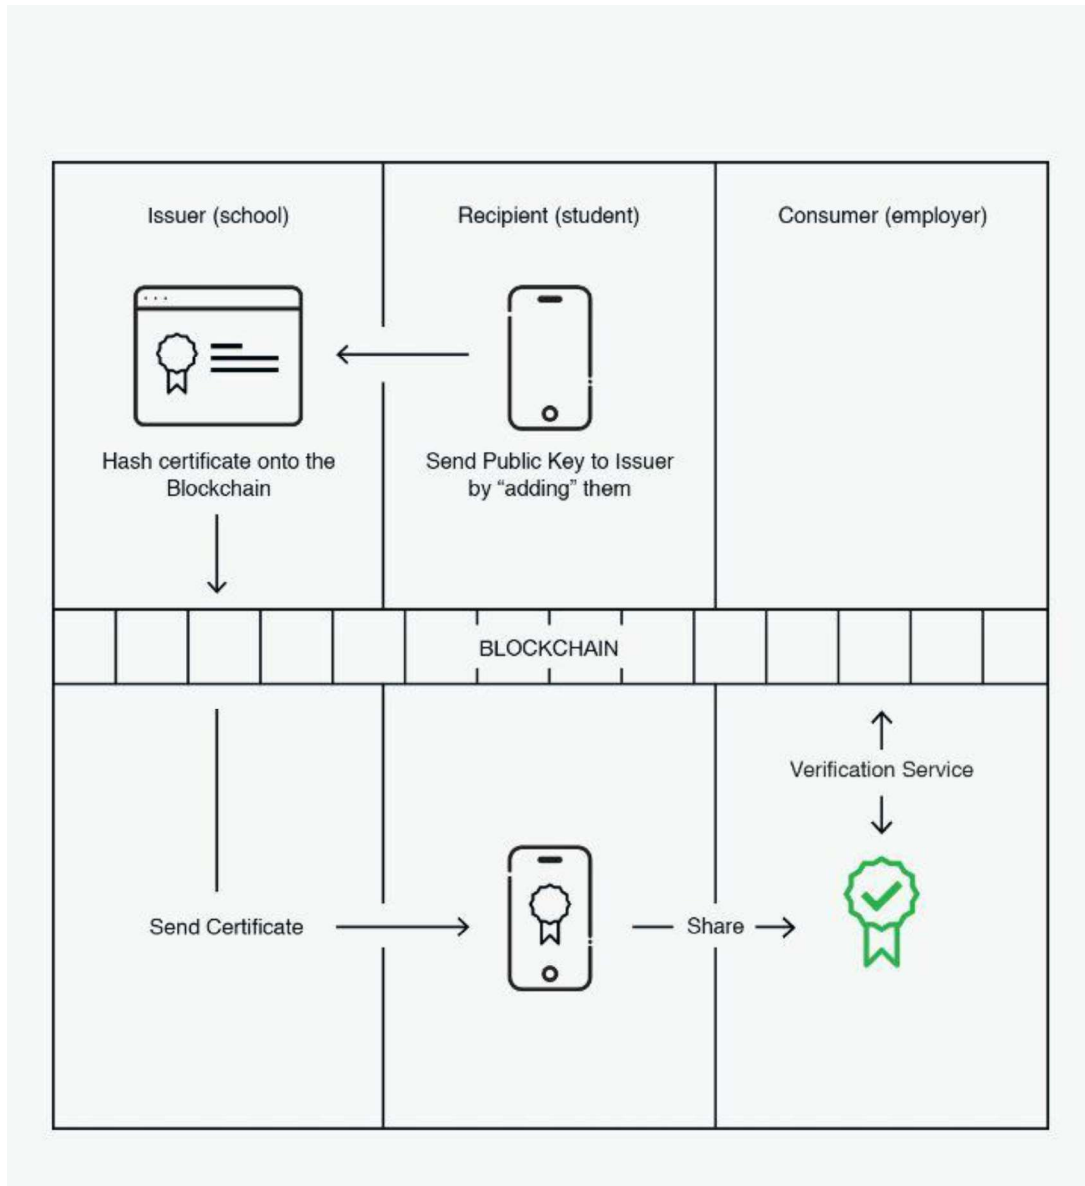 Issuer (school)
Recipient (student)
Consumer (employer)
Hash certificate onto the
Blockchain
Send Public Key to Issuer
by “adding” them
BLOCKCHAIN
Verification Service
Send Certificate
Share